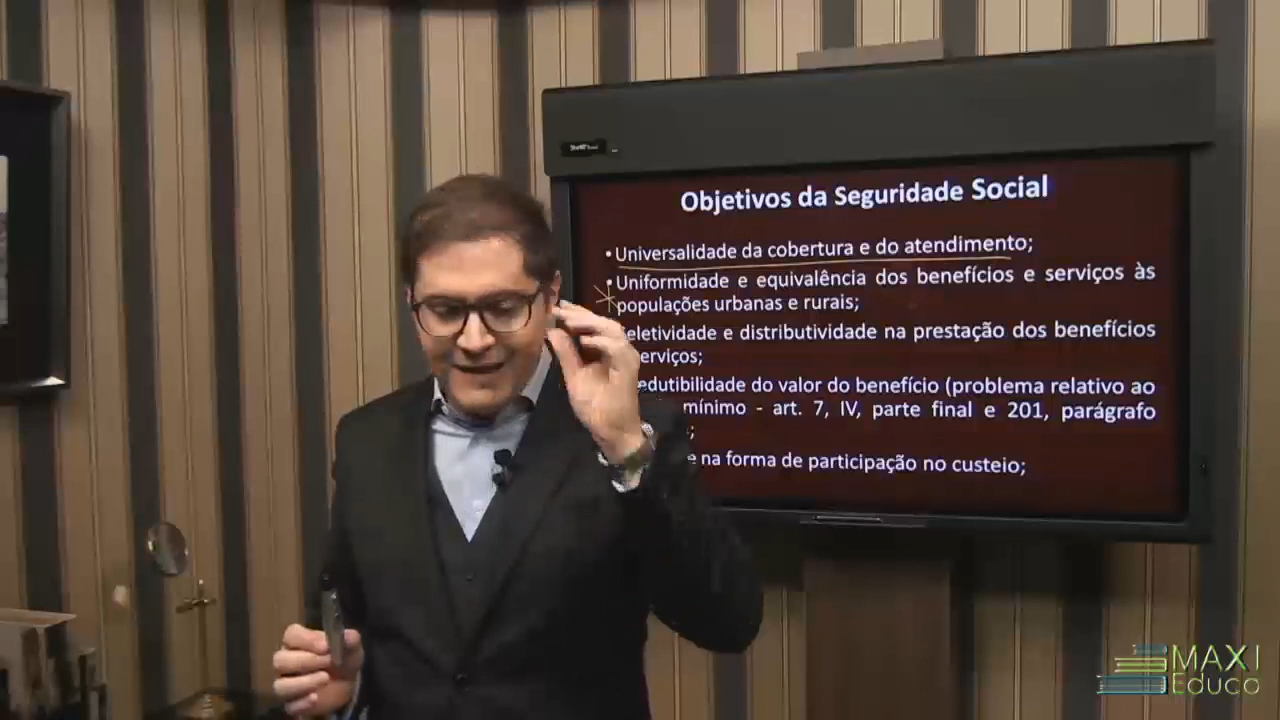 Objetivos da Seguridade Social
• Universalidade da cobertura e do atendimento;
• Uniformidade e equivalência dos benefícios e serviços às
populações urbanas e rurais;
eletividade e distributividade na prestação dos benefícios
erviços;
edutibilidade do valor do benefício (problema relativo ao
mínimo - art. 7, IV, parte final e 201, parágrafo
;
e na forma de participação no custeio;
MAXI
Educo